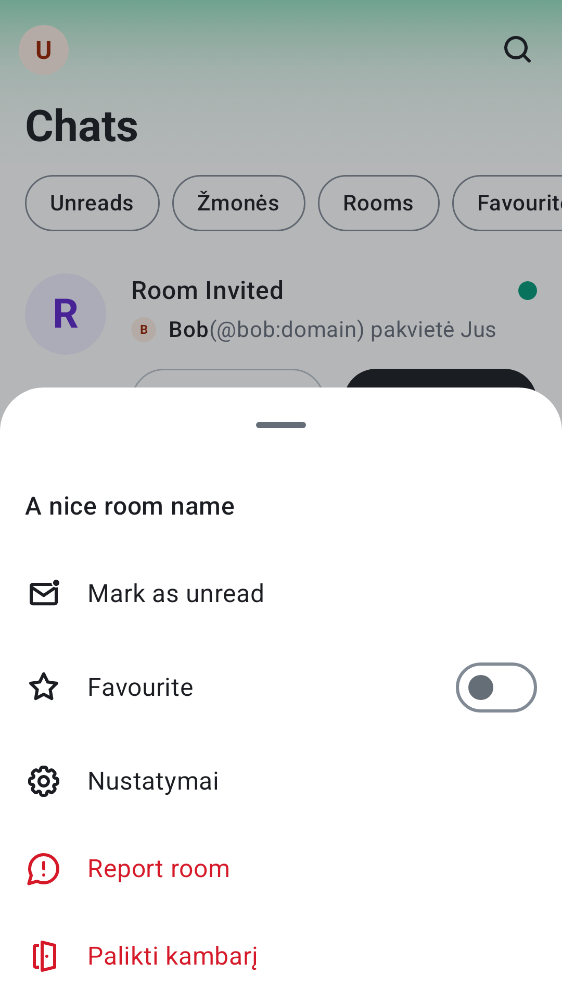 U
Chats
Unreads
Žmonės
Rooms
Favourit
R
Room Invited
B
Bob(@bob:domain) pakvietė Jus
A nice room name
Mark as unread
Favourite
Nustatymai
Report room
Palikti kambarį